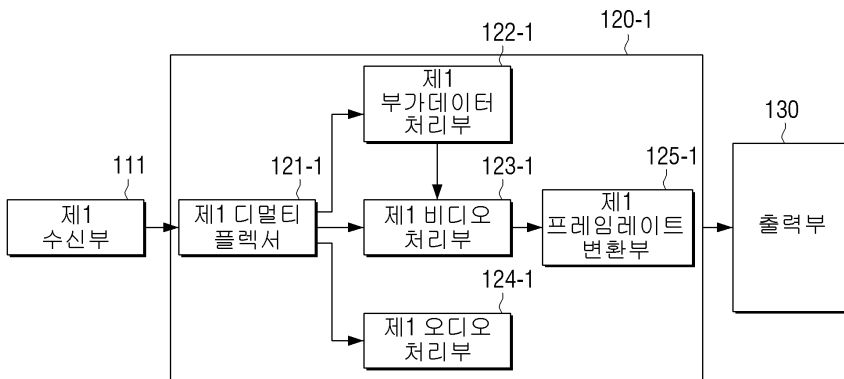 122-1
120-1
제1
부가데이터
처리부
130
111
121-1
123-1
125-1
제1
수신부
제1 디멀티
플렉서
제1 비디오
처리부
제1
프레임레이트
변환부
출력부
124-1
제1 오디오
처리부